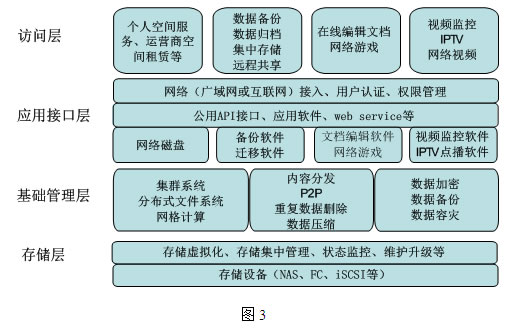 访问层
个人空间服
务、运营商空
间租赁等
数据备份
数据归档
集中存储
远程共享
在线编辑文档
网络游戏
视频监控
IPTV
网络视频
应用接口层
网络（广域网或互联网）接入、用户认证、权限管理
公用API接口、应用软件、web service等
网络磁盘
备份软件
迁移软件
文档编辑软件
网络游戏
视频监控软件
IPTV点播软件
基础管理层
集群系统
分布式文件系统
网格计算
内容分发
P2P
重复数据删除
数据压缩
数据加密
数据备份
数据容灾
存储层
存储虚拟化、存储集中管理、状态监控、维护升级等
存储设备（NAS、FC、iSCSI等）
图 3